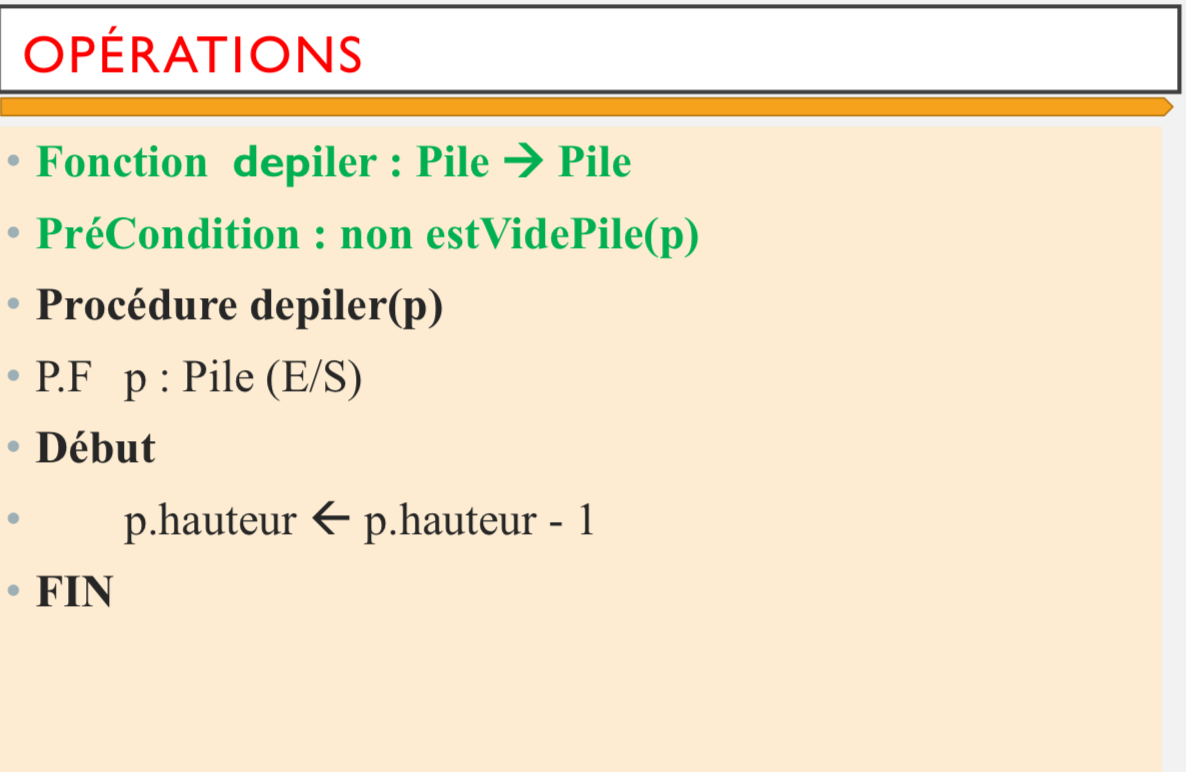 OPÉRATIONS
• Fonction depiler : Pile → Pile
• PréCondition : non estVidePile(p)
• Procédure depiler(p)
• P.F p : Pile (E/S)
• Début
• p.hauteur ← p.hauteur - 1
• FIN